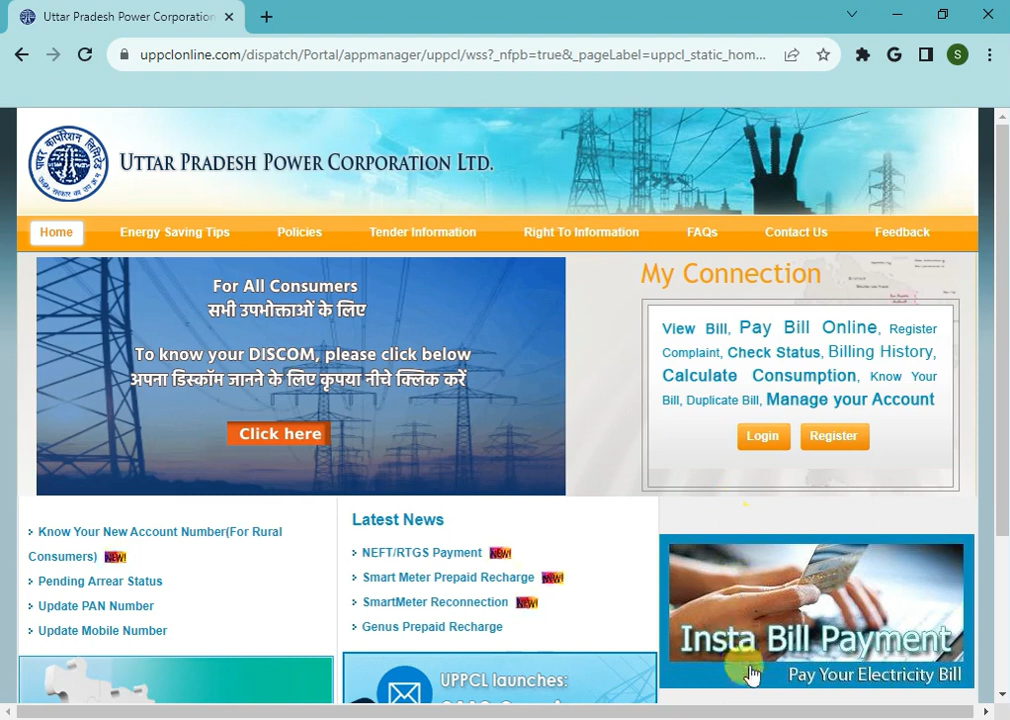 Uttar Pradesh Power Corporation
uppclonline.com/dispatch/Portal/appmanager/uppcl/wss?_nfpb=true&_pageLabel=uppcl_static_hom...
G
S
UTTAR PRADESH POWER CORPORATION LTD.
Home Energy Saving Tips Policies Tender Information Right To Information FAQs Contact Us Feedback
For All Consumers
सभी उपभोक्ताओं के लिए
To know your DISCOM, please click below
अपना डिस्कॉम जानने के लिए कृपया नीचे क्लिक करें
Click here
My Connection
View Bill, Pay Bill Online, Register
Complaint, Check Status, Billing History,
Calculate Consumption, Know Your
Bill, Duplicate Bill, Manage your Account
Login Register
Know Your New Account Number(For Rural
Consumers) NEW!
Pending Arrear Status
Update PAN Number
Update Mobile Number
Latest News
NEFT/RTGS Payment NEW!
Smart Meter Prepaid Recharge NEW!
SmartMeter Reconnection NEW!
Genus Prepaid Recharge
Insta Bill Payment
Pay Your Electricity Bill
UPPCL launches: